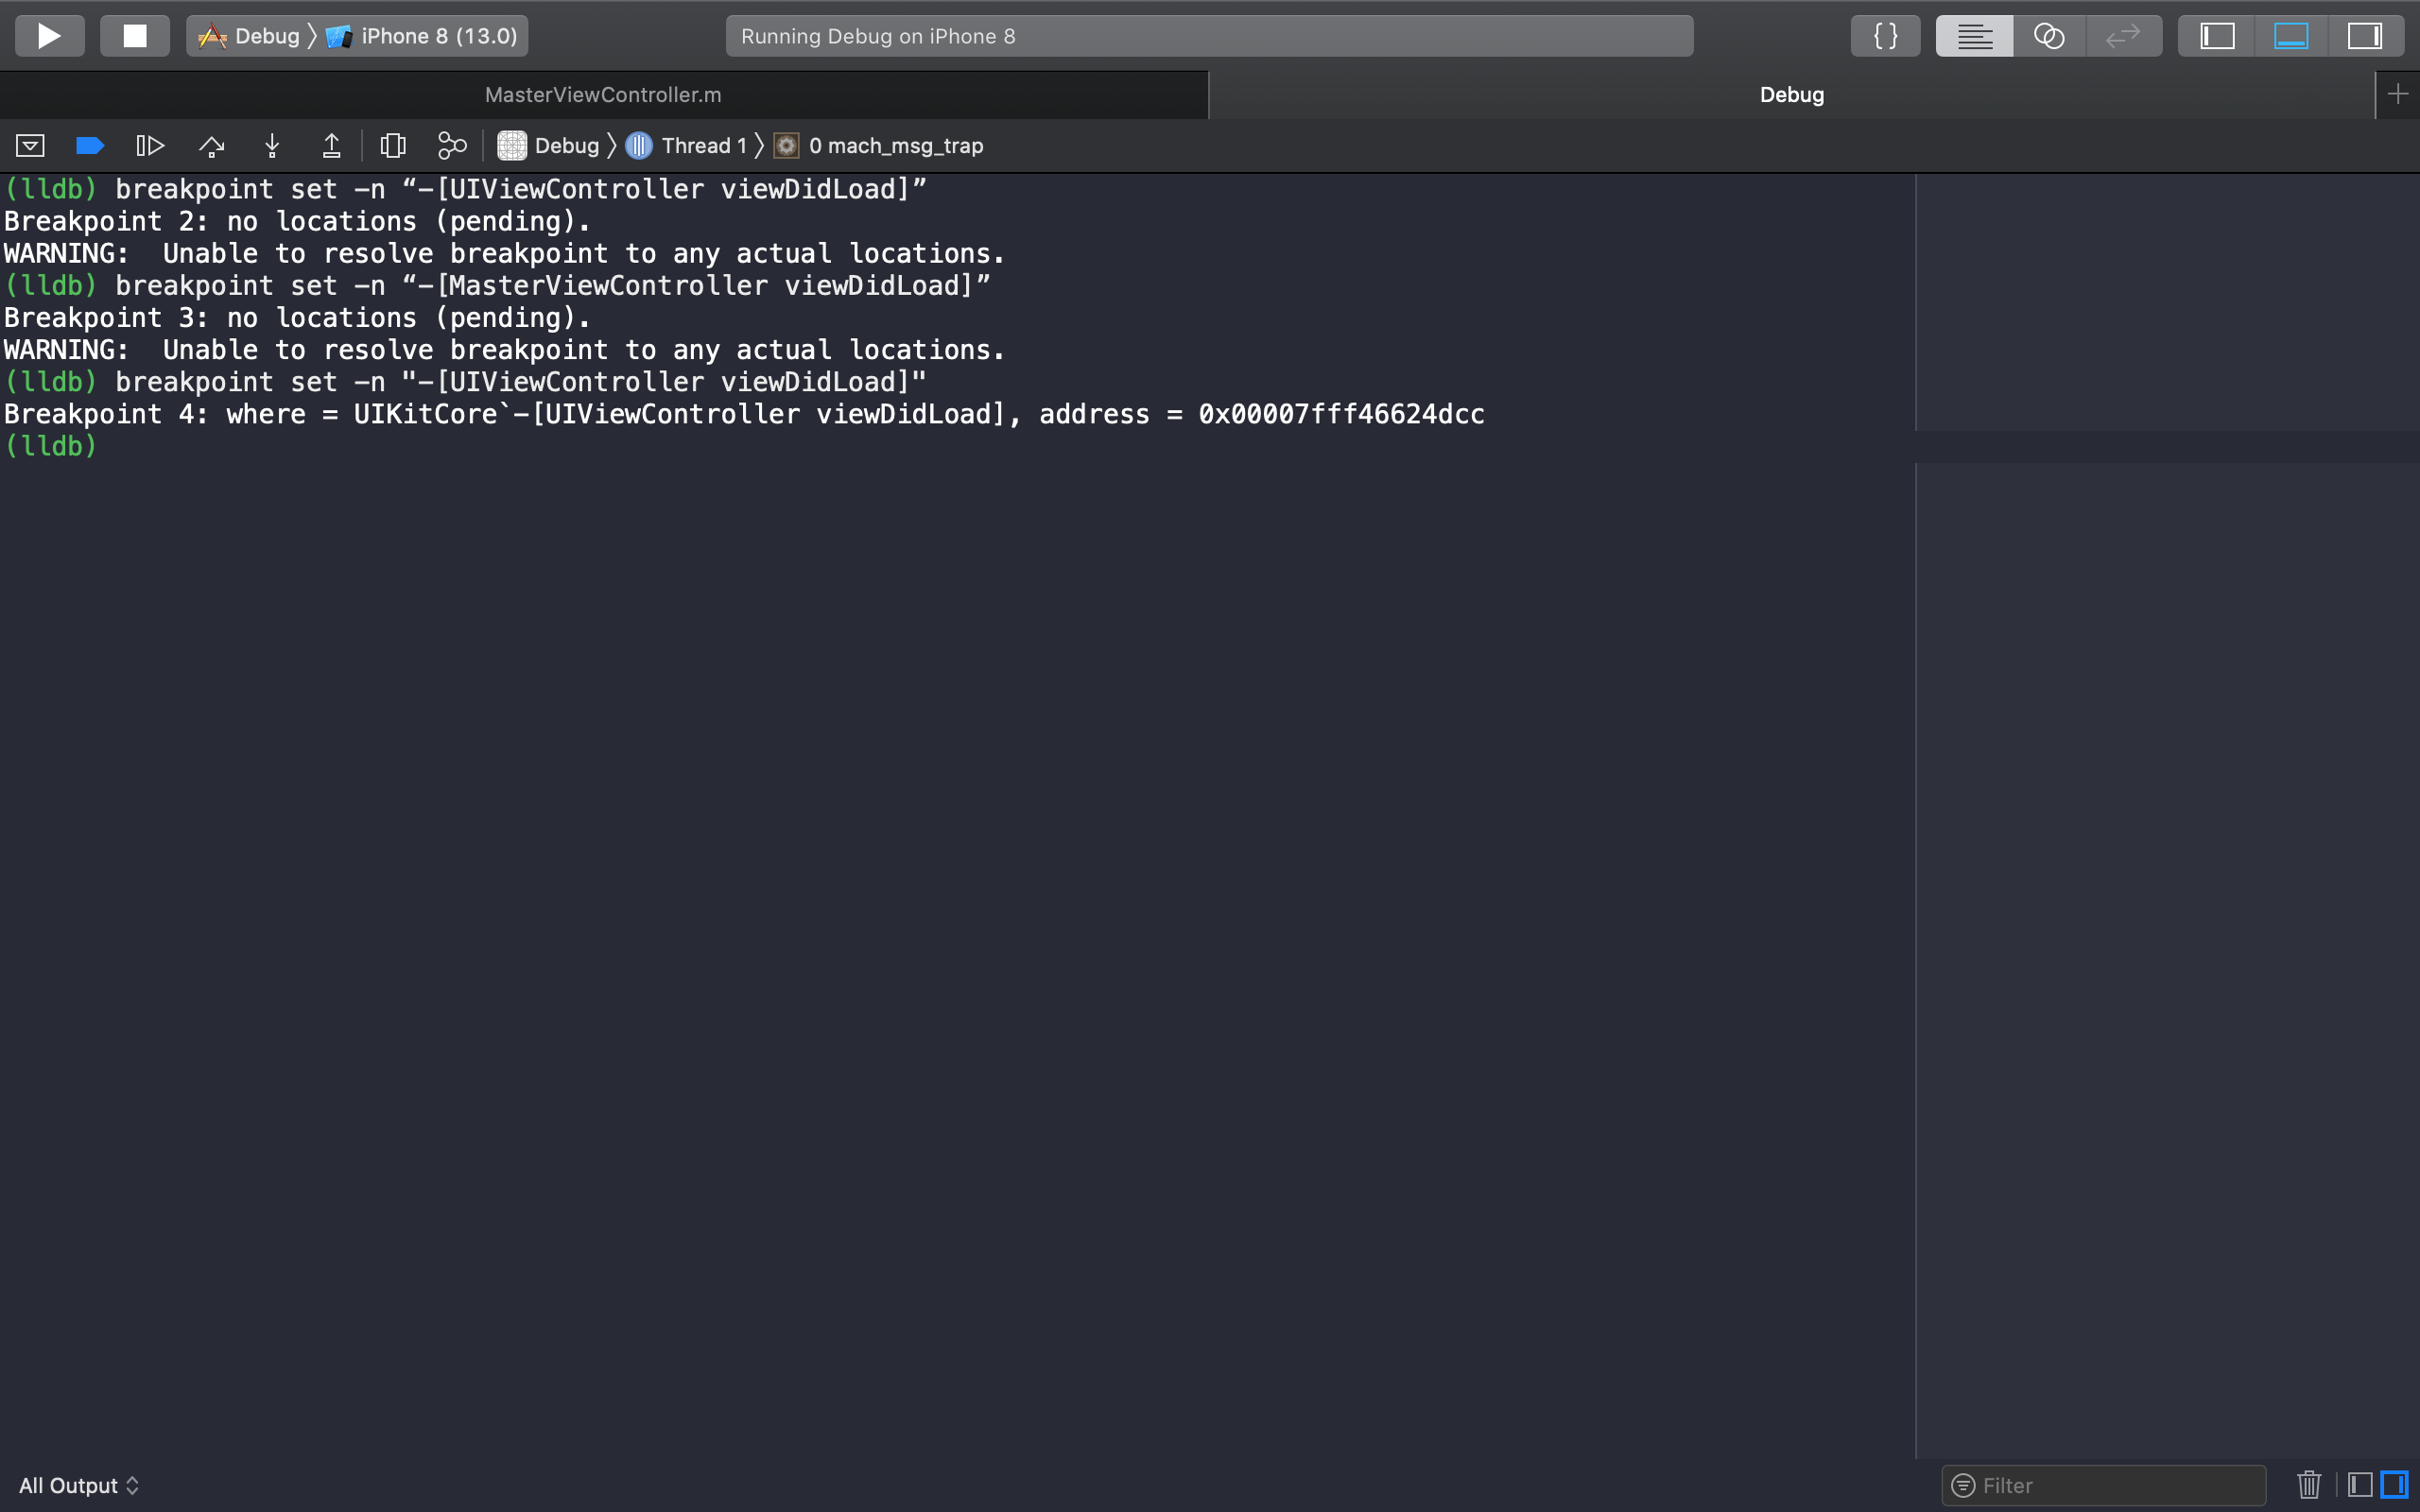 Debug 〉 iPhone 8 (13.0)
Running Debug on iPhone 8
{ }
MasterViewController.m
Debug
Debug 〉 Thread 1 〉 0 mach_msg_trap
(lldb) breakpoint set -n “-[UIViewController viewDidLoad]”
Breakpoint 2: no locations (pending).
WARNING:  Unable to resolve breakpoint to any actual locations.
(lldb) breakpoint set -n “-[MasterViewController viewDidLoad]”
Breakpoint 3: no locations (pending).
WARNING:  Unable to resolve breakpoint to any actual locations.
(lldb) breakpoint set -n "-[UIViewController viewDidLoad]"
Breakpoint 4: where = UIKitCore`-[UIViewController viewDidLoad], address = 0x00007fff46624dcc
(lldb)
All Output
Filter